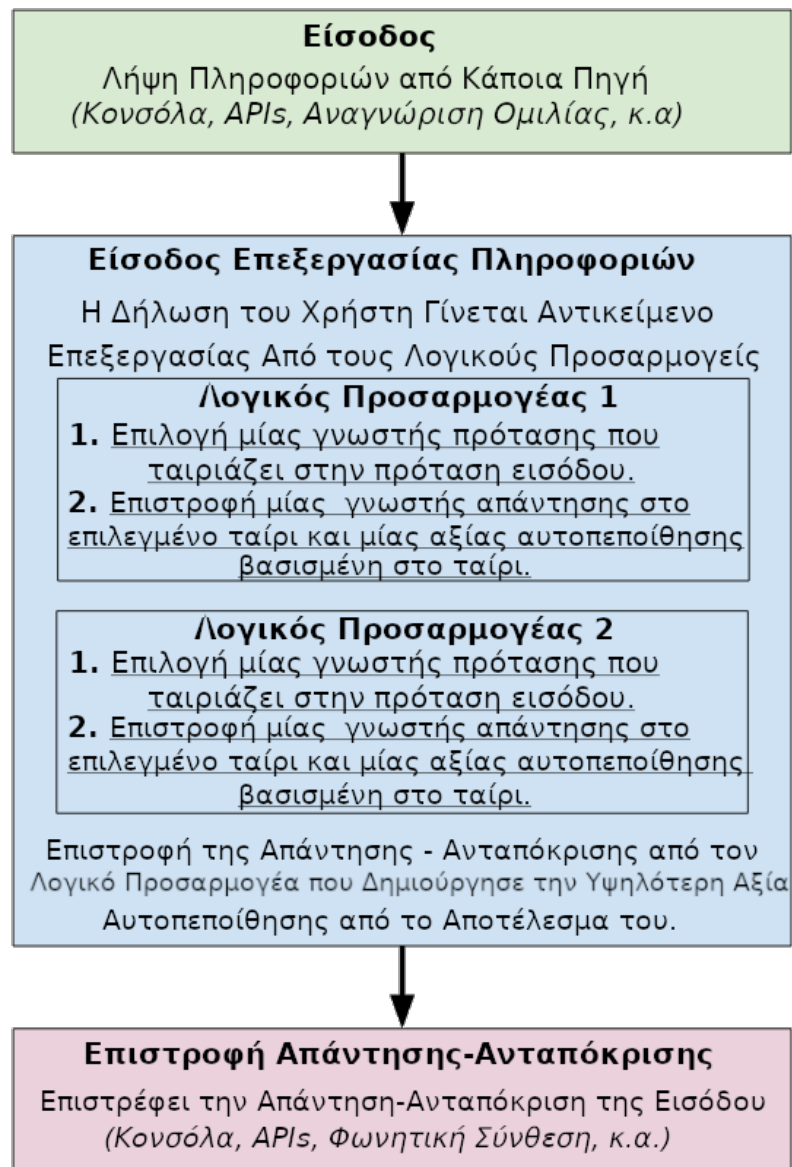 Είσοδος
Λήψη Πληροφοριών από Κάποια Πηγή
(Κονσόλα, APIs, Αναγνώριση Ομιλίας, κ.α)
Είσοδος Επεξεργασίας Πληροφοριών
Η Δήλωση του Χρήστη Γίνεται Αντικείμενο
Επεξεργασίας Από τους Λογικούς Προσαρμογείς
Λογικός Προσαρμογέας 1
1. Επιλογή μίας γνωστής πρότασης που
ταιριάζει στην πρόταση εισόδου.
2. Επιστροφή μίας γνωστής απάντησης στο
επιλεγμένο ταίρι και μίας αξίας αυτοπεποίθησης
βασισμένη στο ταίρι.
Λογικός Προσαρμογέας 2
1. Επιλογή μίας γνωστής πρότασης που
ταιριάζει στην πρόταση εισόδου.
2. Επιστροφή μίας γνωστής απάντησης στο
επιλεγμένο ταίρι και μίας αξίας αυτοπεποίθησης
βασισμένη στο ταίρι.
Επιστροφή της Απάντησης - Ανταπόκρισης από τον
Λογικό Προσαρμογέα που Δημιούργησε την Υψηλότερη Αξία
Αυτοπεποίθησης από το Αποτέλεσμα του.
Επιστροφή Απάντησης-Ανταπόκρισης
Επιστρέφει την Απάντηση-Ανταπόκριση της Εισόδου
(Κονσόλα, APIs, Φωνητική Σύνθεση, κ.α.)